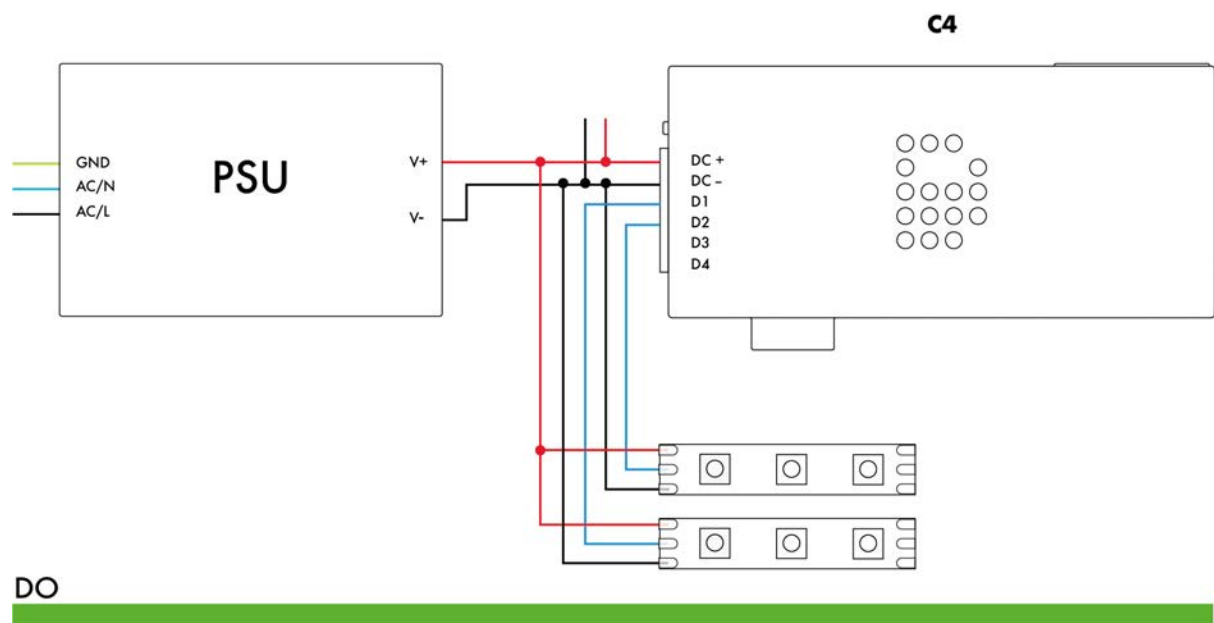 C4
PSU
GND
AC/N
AC/L
V+
V-
DC +
DC –
D1
D2
D3
D4
DO